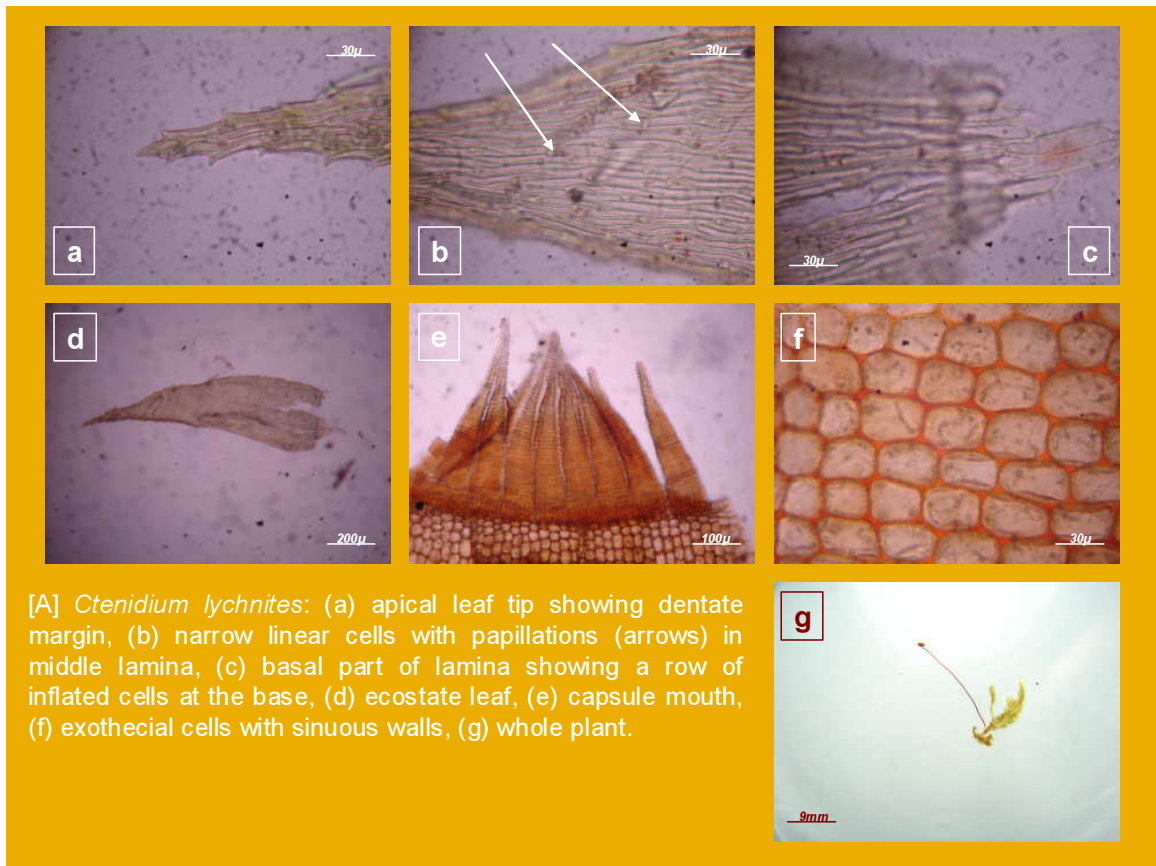 30µ
a
30µ
b
30µ
c
d
200µ
e
100µ
f
30µ
[A] Ctenidium lychnites: (a) apical leaf tip showing dentate
margin, (b) narrow linear cells with papillations (arrows) in
middle lamina, (c) basal part of lamina showing a row of
inflated cells at the base, (d) ecostate leaf, (e) capsule mouth,
(f) exothecial cells with sinuous walls, (g) whole plant.
g
9mm